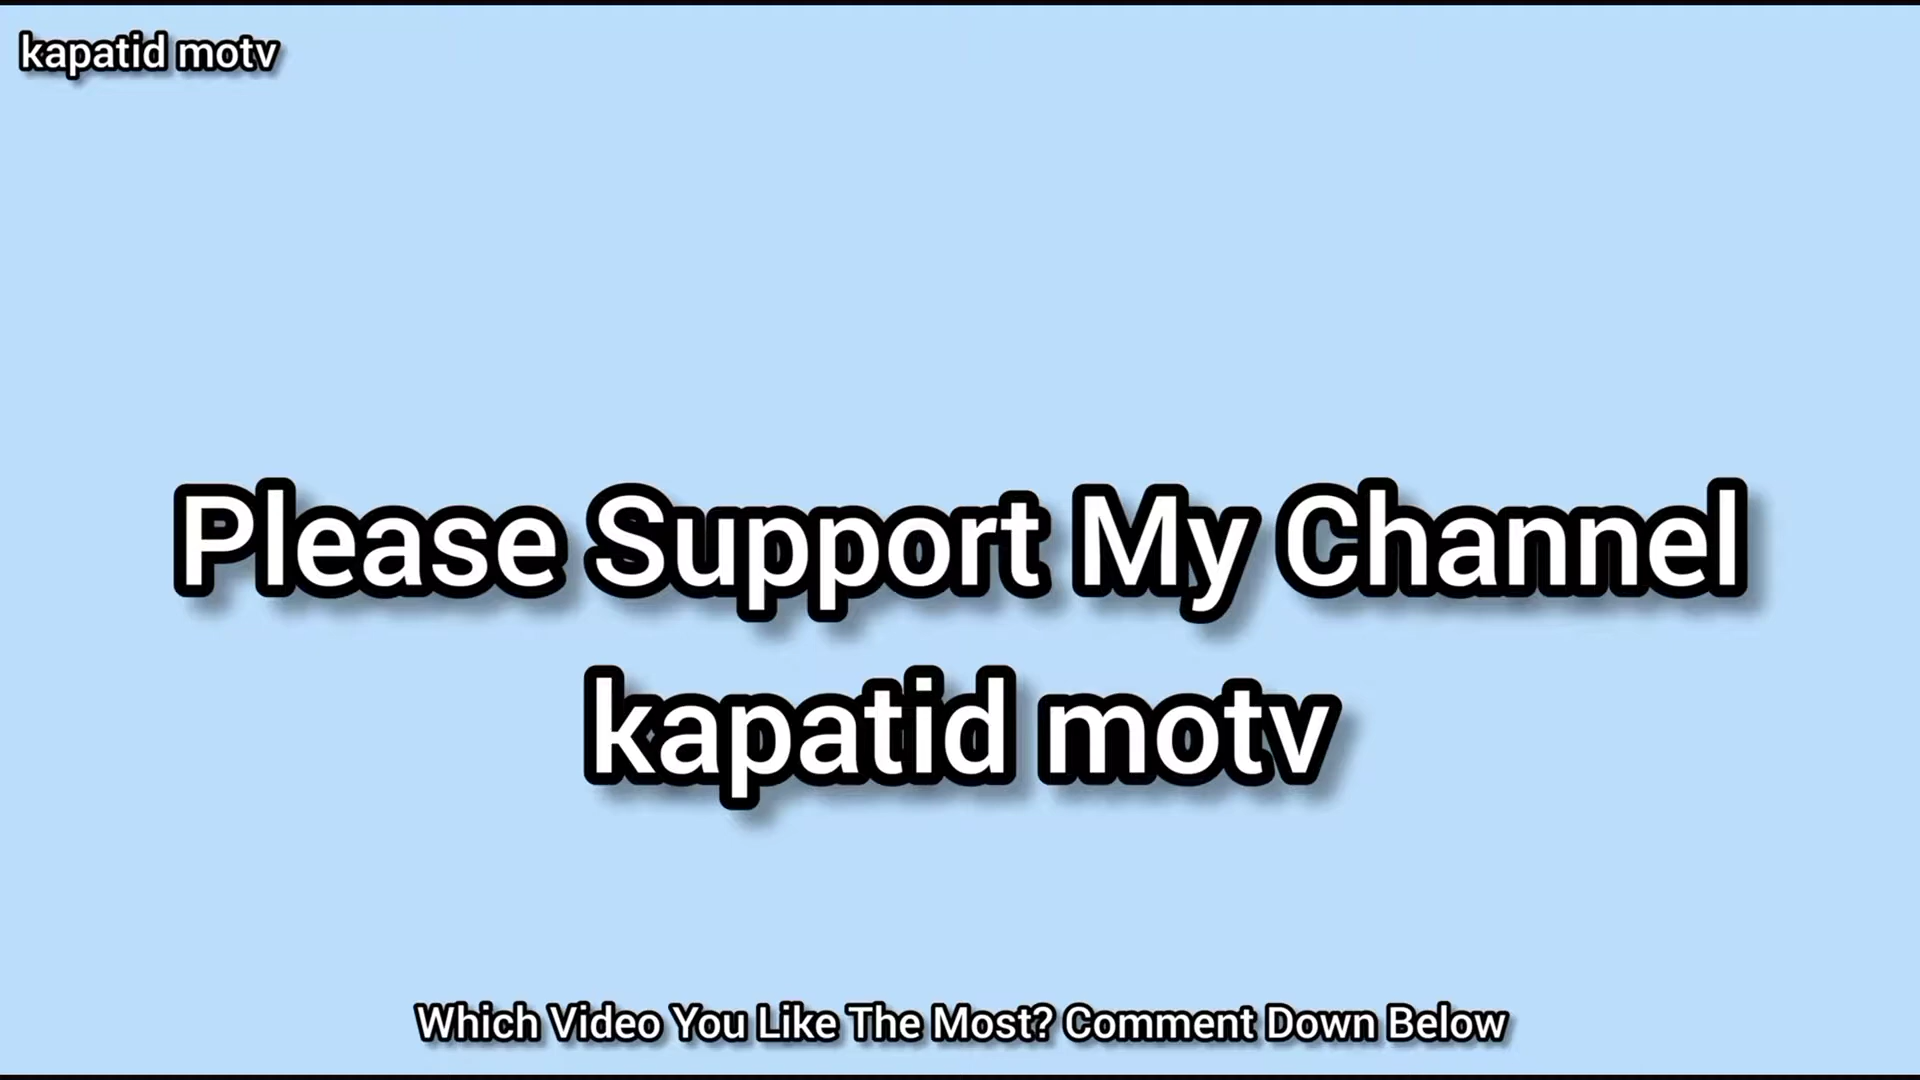 kapatid motv
Please Support My Channel
kapatid motv
Which Video You Like The Most? Comment Down Below